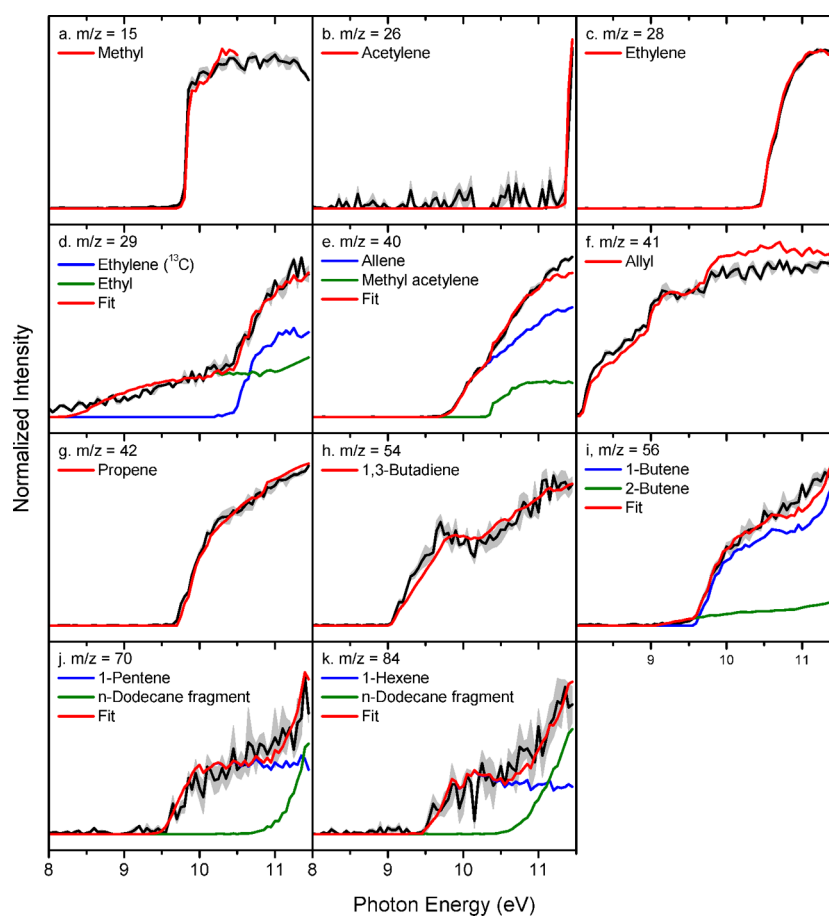 a. m/z = 15
Methyl
b. m/z = 26
Acetylene
c. m/z = 28
Ethylene
d. m/z = 29
Ethylene (¹³C)
Ethyl
Fit
e. m/z = 40
Allene
Methyl acetylene
Fit
f. m/z = 41
Allyl
g. m/z = 42
Propene
h. m/z = 54
1,3-Butadiene
i, m/z = 56
1-Butene
2-Butene
Fit
9 10 11
j. m/z = 70
1-Pentene
n-Dodecane fragment
Fit
k. m/z = 84
1-Hexene
n-Dodecane fragment
Fit
8 9 10 11 8 9 10 11
Normalized Intensity
Photon Energy (eV)